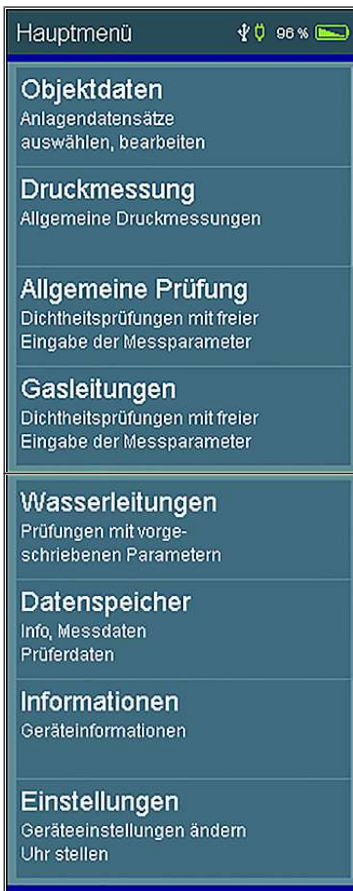 Hauptmenü 96 %
Objektdaten
Anlagendatensätze
auswählen, bearbeiten
Druckmessung
Allgemeine Druckmessungen
Allgemeine Prüfung
Dichtheitsprüfungen mit freier
Eingabe der Messparameter
Gasleitungen
Dichtheitsprüfungen mit freier
Eingabe der Messparameter
Wasserleitungen
Prüfungen mit vorge-
schriebenen Parametern
Datenspeicher
Info, Messdaten
Prüferdaten
Informationen
Geräteinformationen
Einstellungen
Geräteeinstellungen ändern
Uhr stellen